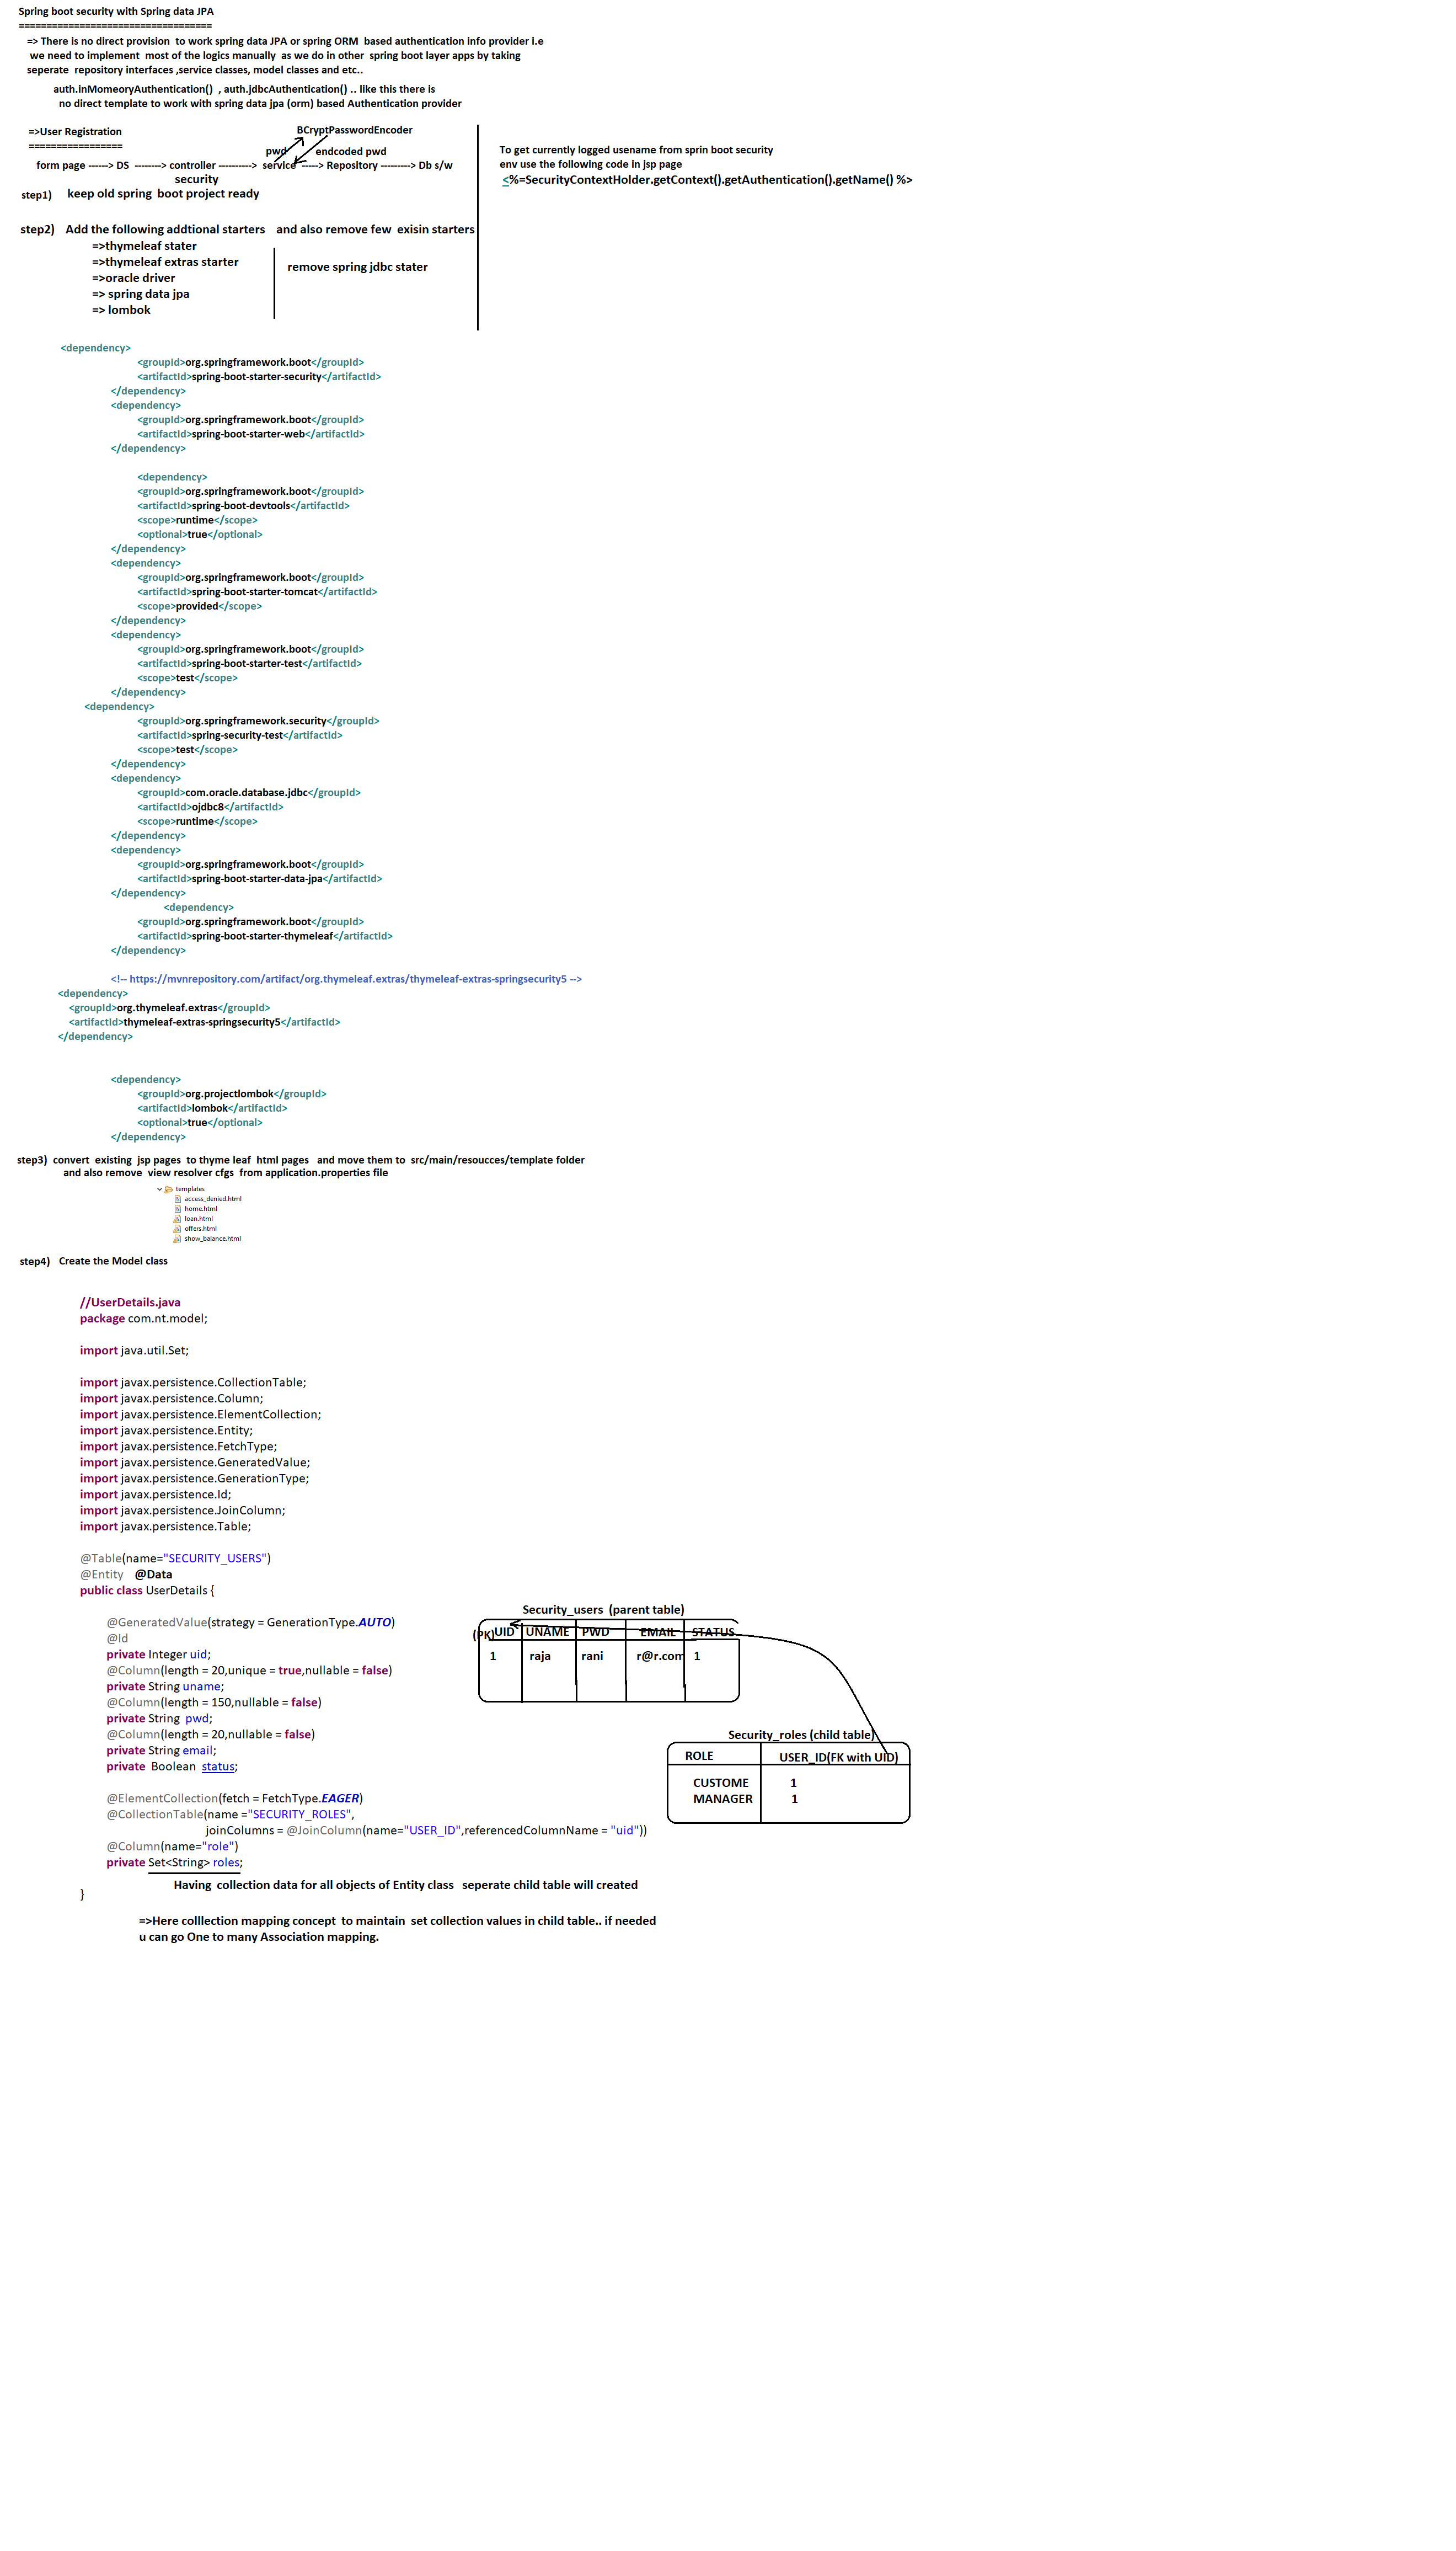 Spring boot security with Spring data JPA
===================================
=> There is no direct provision to work spring data JPA or spring ORM based authentication info provider i.e
we need to implement most of the logics manually as we do in other spring boot layer apps by taking
seperate repository interfaces ,service classes, model classes and etc..
auth.inMomeoryAuthentication() , auth.jdbcAuthentication() .. like this there is
no direct template to work with spring data jpa (orm) based Authentication provider
=>User Registration
=================
BCryptPasswordEncoder
pwd endcoded pwd
form page ------> DS --------> controller ----------> service -----> Repository ---------> Db s/w
security
step1) keep old spring boot project ready
To get currently logged usename from sprin boot security
env use the following code in jsp page
<%=SecurityContextHolder.getContext().getAuthentication().getName() %>
step2) Add the following addtional starters and also remove few exisin starters
=>thymeleaf stater
=>thymeleaf extras starter
=>oracle driver
=> spring data jpa
=> lombok
remove spring jdbc stater
<dependency>
<groupId>org.springframework.boot</groupId>
<artifactId>spring-boot-starter-security</artifactId>
</dependency>
<dependency>
<groupId>org.springframework.boot</groupId>
<artifactId>spring-boot-starter-web</artifactId>
</dependency>
<dependency>
<groupId>org.springframework.boot</groupId>
<artifactId>spring-boot-devtools</artifactId>
<scope>runtime</scope>
<optional>true</optional>
</dependency>
<dependency>
<groupId>org.springframework.boot</groupId>
<artifactId>spring-boot-starter-tomcat</artifactId>
<scope>provided</scope>
</dependency>
<dependency>
<groupId>org.springframework.boot</groupId>
<artifactId>spring-boot-starter-test</artifactId>
<scope>test</scope>
</dependency>
<dependency>
<groupId>org.springframework.security</groupId>
<artifactId>spring-security-test</artifactId>
<scope>test</scope>
</dependency>
<dependency>
<groupId>com.oracle.database.jdbc</groupId>
<artifactId>ojdbc8</artifactId>
<scope>runtime</scope>
</dependency>
<dependency>
<groupId>org.springframework.boot</groupId>
<artifactId>spring-boot-starter-data-jpa</artifactId>
</dependency>
<dependency>
<groupId>org.springframework.boot</groupId>
<artifactId>spring-boot-starter-thymeleaf</artifactId>
</dependency>
<!-- https://mvnrepository.com/artifact/org.thymeleaf.extras/thymeleaf-extras-springsecurity5 -->
<dependency>
<groupId>org.thymeleaf.extras</groupId>
<artifactId>thymeleaf-extras-springsecurity5</artifactId>
</dependency>
<dependency>
<groupId>org.projectlombok</groupId>
<artifactId>lombok</artifactId>
<optional>true</optional>
</dependency>
step3) convert existing jsp pages to thyme leaf html pages and move them to src/main/resoucces/template folder
and also remove view resolver cfgs from application.properties file
templates
access_denied.html
home.html
loan.html
offers.html
show_balance.html
step4) Create the Model class
//UserDetails.java
package com.nt.model;
import java.util.Set;
import javax.persistence.CollectionTable;
import javax.persistence.Column;
import javax.persistence.ElementCollection;
import javax.persistence.Entity;
import javax.persistence.FetchType;
import javax.persistence.GeneratedValue;
import javax.persistence.GenerationType;
import javax.persistence.Id;
import javax.persistence.JoinColumn;
import javax.persistence.Table;
@Table(name="SECURITY_USERS")
@Entity @Data
public class UserDetails {
@GeneratedValue(strategy = GenerationType.AUTO)
@Id
private Integer uid;
@Column(length = 20,unique = true,nullable = false)
private String uname;
@Column(length = 150,nullable = false)
private String pwd;
@Column(length = 20,nullable = false)
private String email;
private Boolean status;
@ElementCollection(fetch = FetchType.EAGER)
@CollectionTable(name ="SECURITY_ROLES",
joinColumns = @JoinColumn(name="USER_ID",referencedColumnName = "uid"))
@Column(name="role")
private Set<String> roles;
}
Security_users (parent table)
(PK)UID UNAME PWD EMAIL STATUS
1 raja rani r@r.com 1
Security_roles (child table)
ROLE USER_ID(FK with UID)
CUSTOME 1
MANAGER 1
Having collection data for all objects of Entity class seperate child table will created
=>Here colllection mapping concept to maintain set collection values in child table.. if needed
u can go One to many Association mapping.